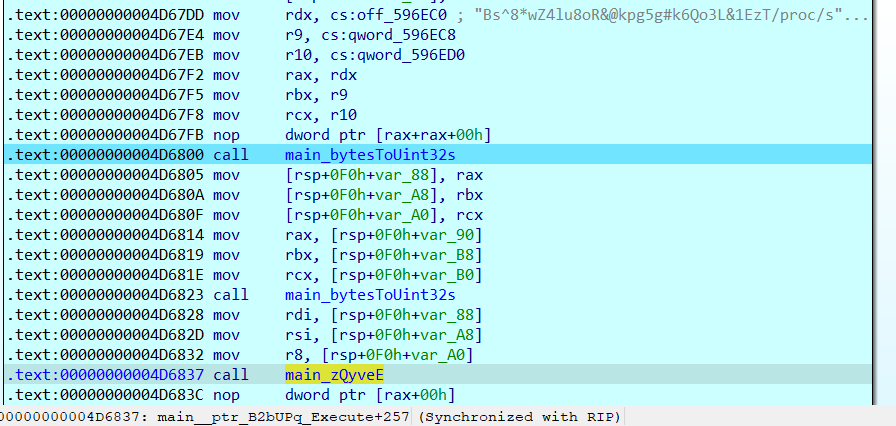 .text:00000000004D67DD mov rdx, cs:off_596EC0 ; "Bs^8*wZ4lu8oR&@kpg5g#k6Qo3L&1EzT/proc/s"...
.text:00000000004D67E4 mov r9, cs:qword_596EC8
.text:00000000004D67EB mov r10, cs:qword_596ED0
.text:00000000004D67F2 mov rax, rdx
.text:00000000004D67F5 mov rbx, r9
.text:00000000004D67F8 mov rcx, r10
.text:00000000004D67FB nop dword ptr [rax+rax+00h]
.text:00000000004D6800 call main_bytesToUint32s
.text:00000000004D6805 mov [rsp+0F0h+var_88], rax
.text:00000000004D680A mov [rsp+0F0h+var_A8], rbx
.text:00000000004D680F mov [rsp+0F0h+var_A0], rcx
.text:00000000004D6814 mov rax, [rsp+0F0h+var_90]
.text:00000000004D6819 mov rbx, [rsp+0F0h+var_B8]
.text:00000000004D681E mov rcx, [rsp+0F0h+var_B0]
.text:00000000004D6823 call main_bytesToUint32s
.text:00000000004D6828 mov rdi, [rsp+0F0h+var_88]
.text:00000000004D682D mov rsi, [rsp+0F0h+var_A8]
.text:00000000004D6832 mov r8, [rsp+0F0h+var_A0]
.text:00000000004D6837 call main_zQyveE
.text:00000000004D683C nop dword ptr [rax+00h]
00000000004D6837: main__ptr_B2bUPq_Execute+257 (Synchronized with RIP)